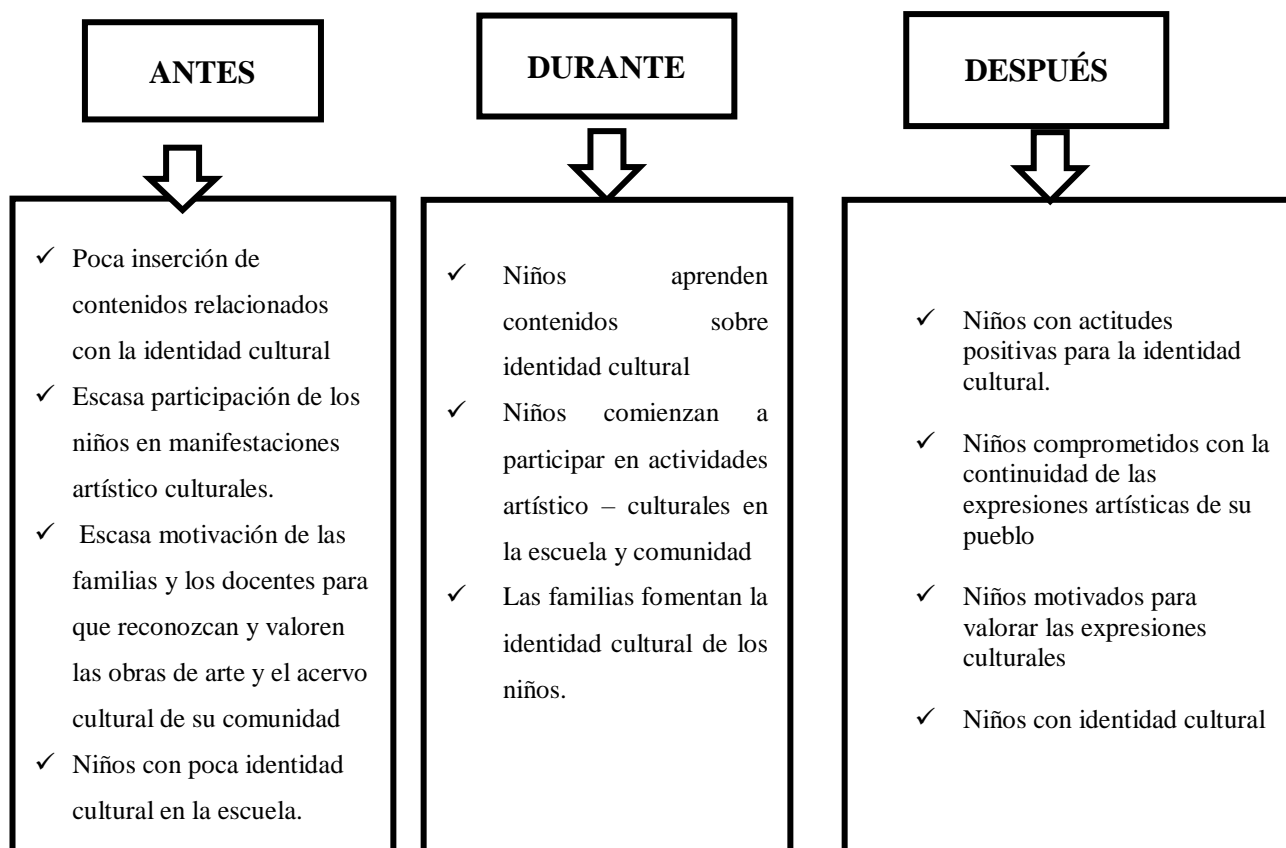 ANTES
Poca inserción de
contenidos relacionados
con la identidad cultural
Escasa participación de los
niños en manifestaciones
artístico culturales.
Escasa motivación de las
familias y los docentes para
que reconozcan y valoren
las obras de arte y el acervo
cultural de su comunidad
Niños con poca identidad
cultural en la escuela.
DURANTE
Niños aprenden
contenidos sobre
identidad cultural
Niños comienzan a
participar en actividades
artístico – culturales en
la escuela y comunidad
Las familias fomentan la
identidad cultural de los
niños.
DESPUÉS
Niños con actitudes
positivas para la identidad
cultural.
Niños comprometidos con la
continuidad de las
expresiones artísticas de su
pueblo
Niños motivados para
valorar las expresiones
culturales
Niños con identidad cultural